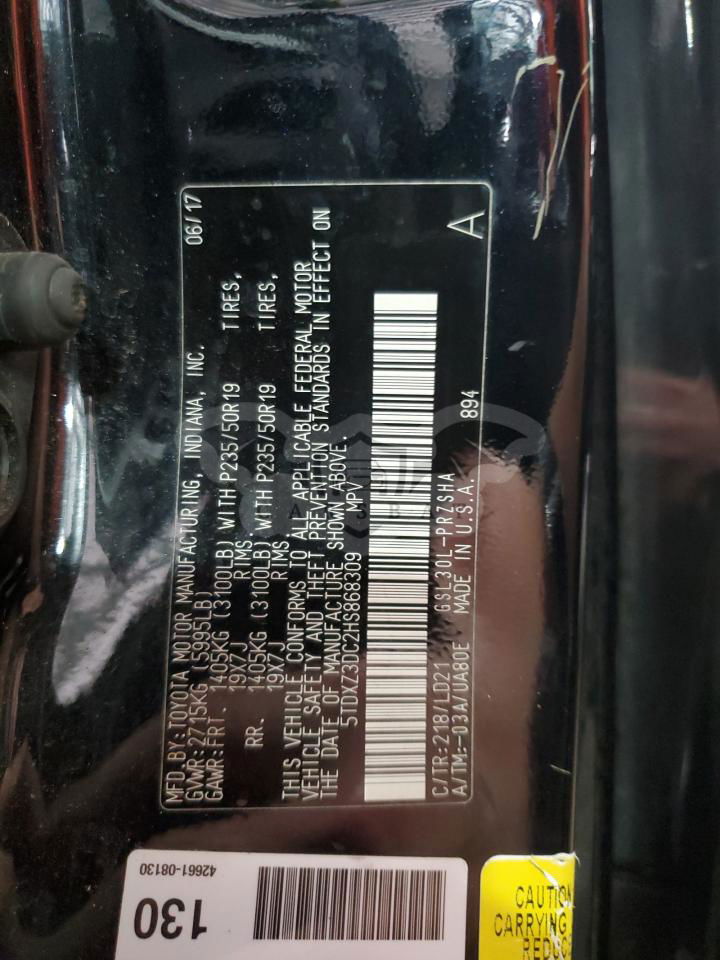 MFD BY:TOYOTA MOTOR MANUFACTURING, INDIANA, INC. 06/17
GVWR:2715KG (5995LB)
GAWR:FRT. 1405KG (3100LB) WITH P235/50R19 TIRES,
19X7J RIMS
RR. 1405KG (3100LB) WITH P235/50R19 TIRES,
19X7J RIMS
THIS VEHICLE CONFORMS TO ALL APPLICABLE FEDERAL MOTOR
VEHICLE SAFETY AND THEFT PREVENTION STANDARDS IN EFFECT ON
THE DATE OF MANUFACTURE SHOWN ABOVE.
5TDXZ3DC2HS868309 MPV
C/TR:218/LD21 GSL30L-PRZSHA 894 A
A/TM:-03A/UA80E MADE IN U.S.A.
42661-08130
130
CAUTION
CARRYING